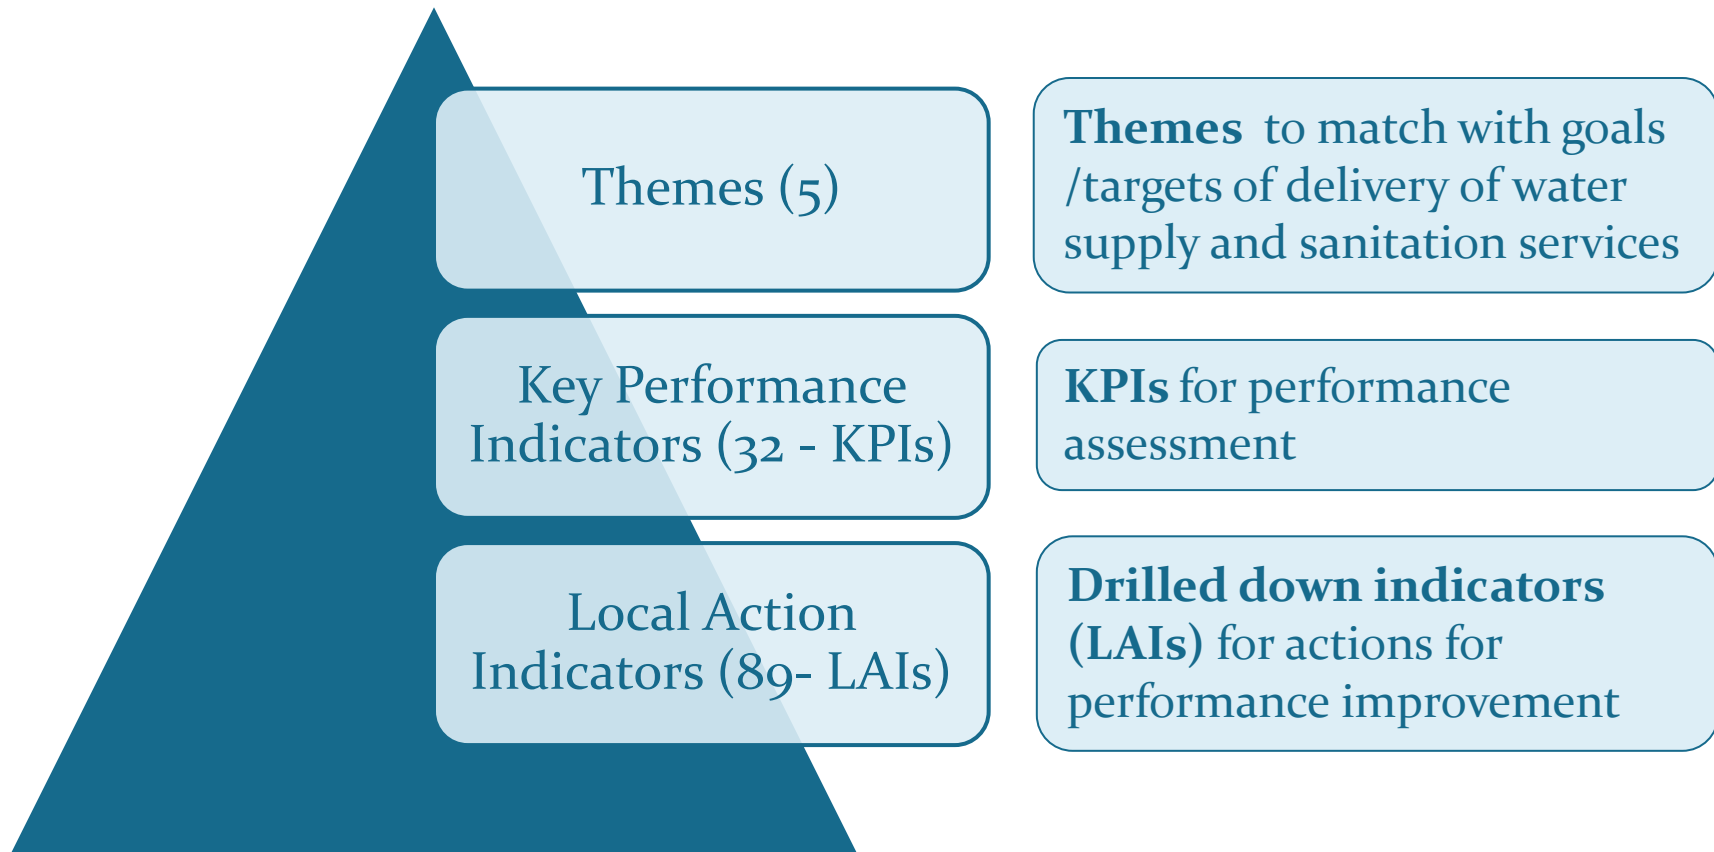 Themes (5)
Themes to match with goals
/targets of delivery of water
supply and sanitation services
Key Performance
Indicators (32 - KPIs)
KPIs for performance
assessment
Local Action
Indicators (89- LAIs)
Drilled down indicators
(LAIs) for actions for
performance improvement